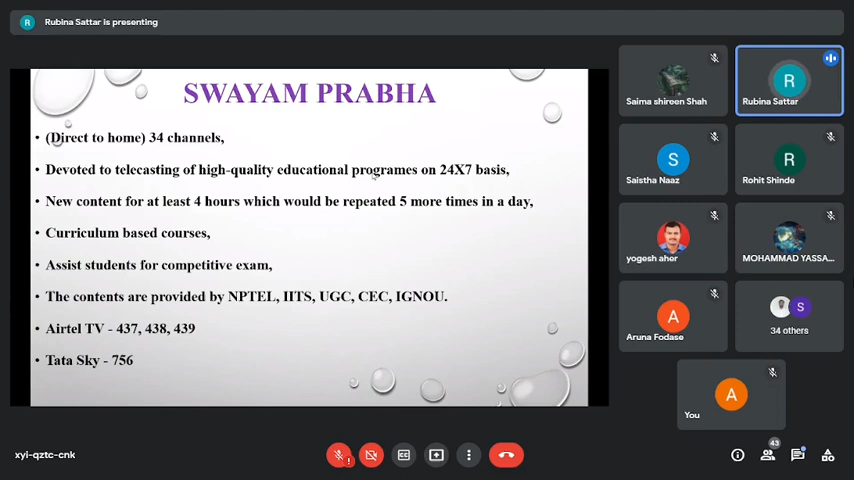 R Rubina Sattar is presenting
SWAYAM PRABHA
• (Direct to home) 34 channels,
• Devoted to telecasting of high-quality educational programes on 24X7 basis,
• New content for at least 4 hours which would be repeated 5 more times in a day,
• Curriculum based courses,
• Assist students for competitive exam,
• The contents are provided by NPTEL, IITS, UGC, CEC, IGNOU.
• Airtel TV - 437, 438, 439
• Tata Sky - 756
Saima shireen Shah
R
Rubina Sattar
S
Saistha Naaz
R
Rohit Shinde
yogesh aher
MOHAMMAD YASSA...
A
Aruna Fodase
S
34 others
A
You
xyi-qztc-cnk
43